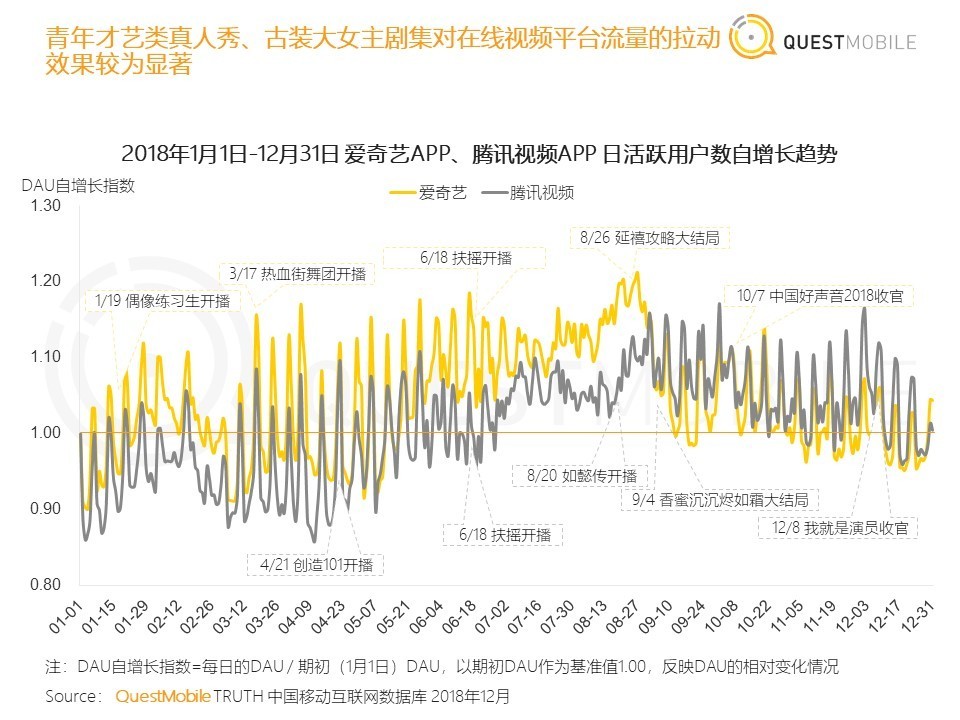 青年才艺类真人秀、古装大女主剧集对在线视频平台流量的拉动
效果较为显著
QUESTMOBILE
2018年1月1日-12月31日 爱奇艺APP、腾讯视频APP 日活跃用户数自增长趋势
DAU自增长指数
爱奇艺
腾讯视频
1.30
1.20
1.10
1.00
0.90
0.80
8/26 延禧攻略大结局
6/18 扶摇开播
3/17 热血街舞团开播
1/19 偶像练习生开播
10/7 中国好声音2018收官
8/20 如懿传开播
9/4 香蜜沉沉烬如霜大结局
12/8 我就是演员收官
6/18 扶摇开播
4/21 创造101开播
01-01
01-15
01-29
02-12
02-26
03-12
03-26
04-09
04-23
05-07
05-21
06-04
06-18
07-02
07-16
07-30
08-13
08-27
09-10
09-24
10-08
10-22
11-05
11-19
12-03
12-17
12-31
注：DAU自增长指数=每日的DAU / 期初（1月1日）DAU，以期初DAU作为基准值1.00，反映DAU的相对变化情况
Source： QuestMobile TRUTH 中国移动互联网数据库 2018年12月